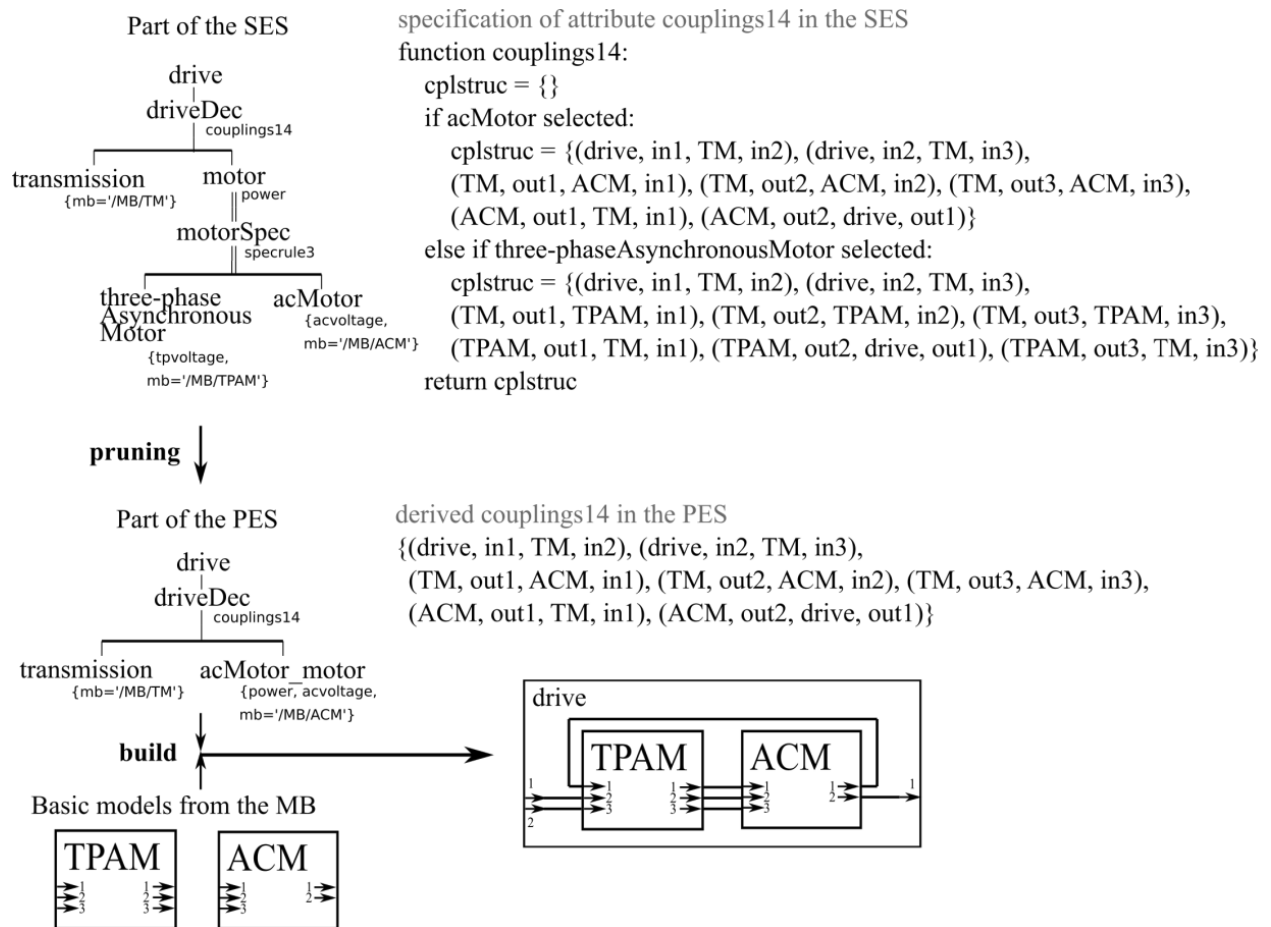 Part of the SES
drive
driveDec
couplings14
transmission
{mb='/MB/TM'}
motor
power
motorSpec
specrule3
three-phase
Asynchronous
Motor
{tpvoltage,
mb='/MB/TPAM'}
acMotor
{acvoltage,
mb='/MB/ACM'}
specification of attribute couplings14 in the SES
function couplings14:
cplstruc = {}
if acMotor selected:
cplstruc = {(drive, in1, TM, in2), (drive, in2, TM, in3),
(TM, out1, ACM, in1), (TM, out2, ACM, in2), (TM, out3, ACM, in3),
(ACM, out1, TM, in1), (ACM, out2, drive, out1)}
else if three-phaseAsynchronousMotor selected:
cplstruc = {(drive, in1, TM, in2), (drive, in2, TM, in3),
(TM, out1, TPAM, in1), (TM, out2, TPAM, in2), (TM, out3, TPAM, in3),
(TPAM, out1, TM, in1), (TPAM, out2, drive, out1), (TPAM, out3, TM, in3)}
return cplstruc
pruning
Part of the PES
drive
driveDec
couplings14
transmission
{mb='/MB/TM'}
acMotor_motor
{power, acvoltage,
mb='/MB/ACM'}
derived couplings14 in the PES
{(drive, in1, TM, in2), (drive, in2, TM, in3),
(TM, out1, ACM, in1), (TM, out2, ACM, in2), (TM, out3, ACM, in3),
(ACM, out1, TM, in1), (ACM, out2, drive, out1)}
build
Basic models from the MB
TPAM
1 1
2 2
3 3
ACM
1 1
2 2
3
drive
1
2
TPAM
1 1
2 2
3 3
ACM
1 1
2 2
3
1